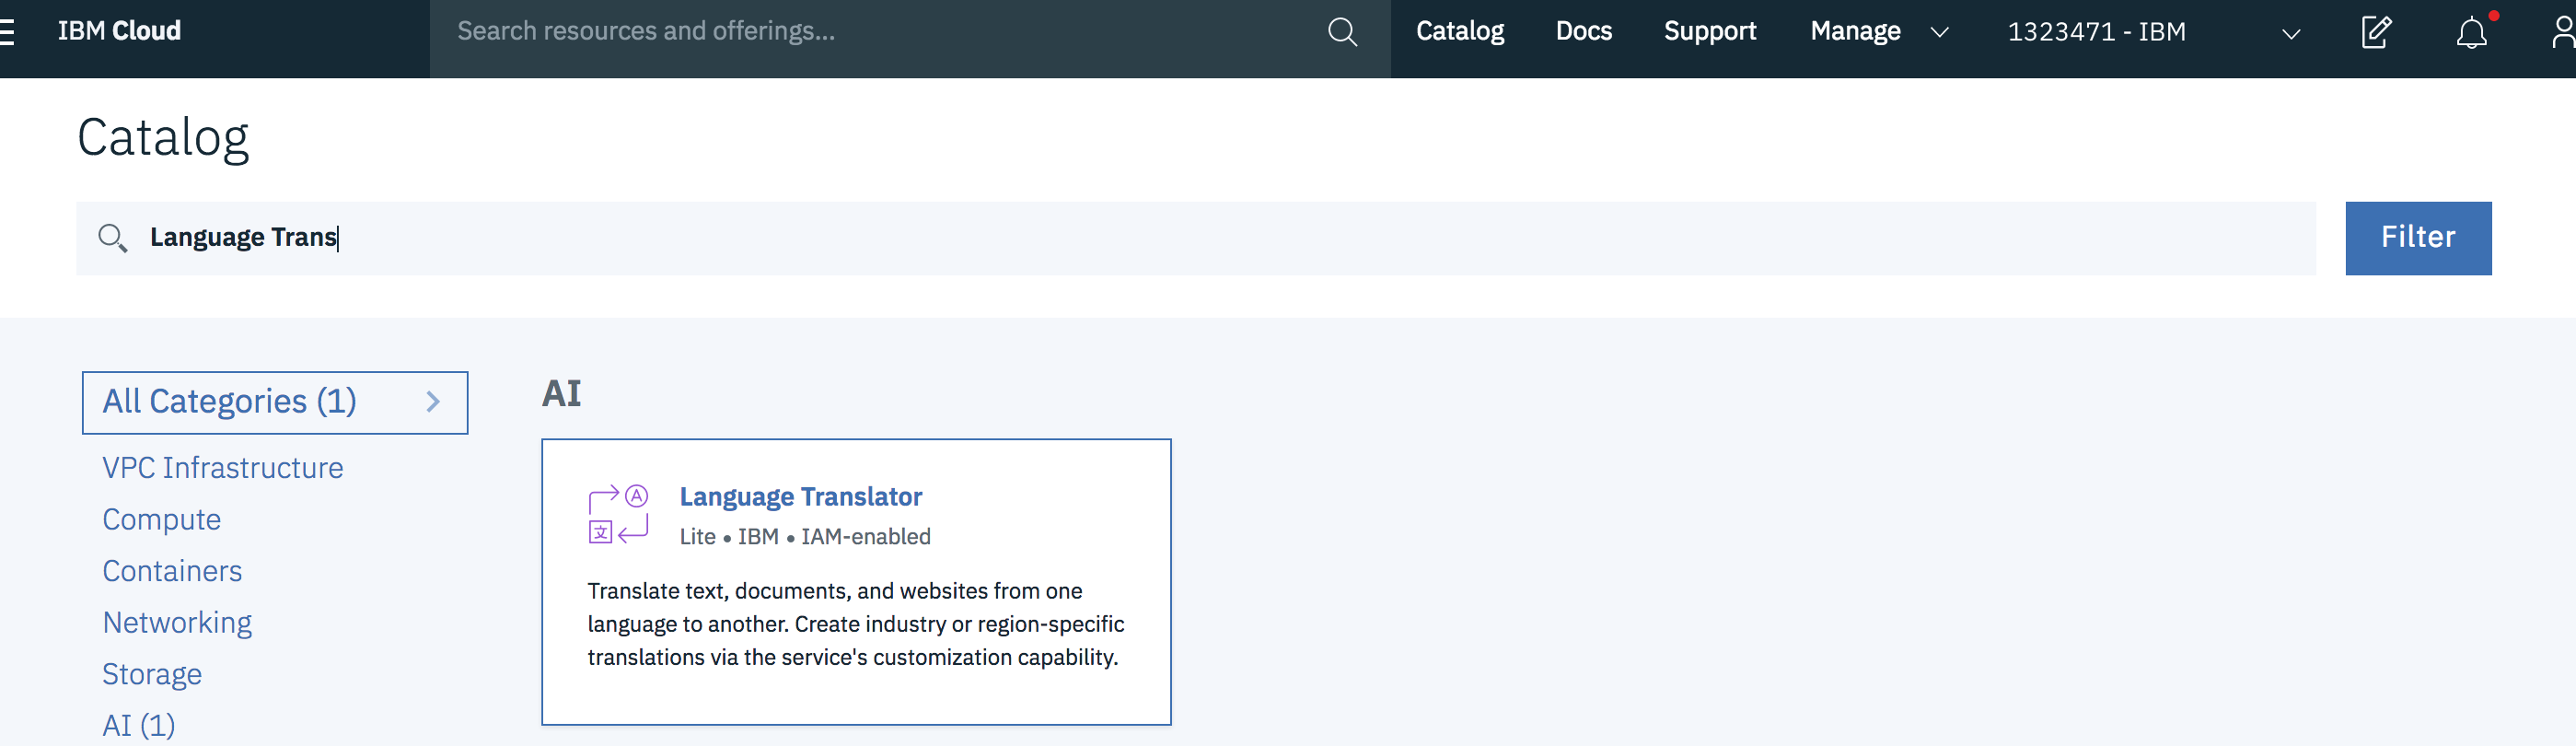 IBM Cloud
Search resources and offerings...
Catalog
Docs
Support
Manage
1323471 - IBM
Catalog
Language Trans
Filter
All Categories (1)
VPC Infrastructure
Compute
Containers
Networking
Storage
AI (1)
AI
A
文
Language Translator
Lite • IBM • IAM-enabled
Translate text, documents, and websites from one
language to another. Create industry or region-specific
translations via the service's customization capability.